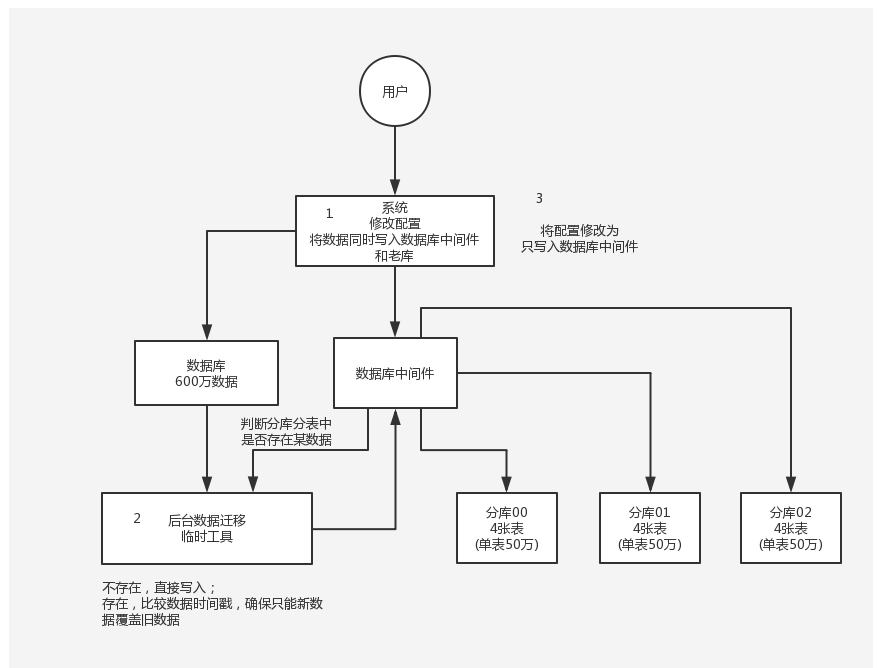 用户
3
1
系统
修改配置
将数据同时写入数据库中间件
和老库
将配置修改为
只写入数据库中间件
数据库
600万数据
数据库中间件
判断分库分表中
是否存在某数据
2
后台数据迁移
临时工具
分库00
4张表
(单表50万)
分库01
4张表
(单表50万)
分库02
4张表
(单表50万)
不存在，直接写入；
存在，比较数据时间戳，确保只能新数
据覆盖旧数据